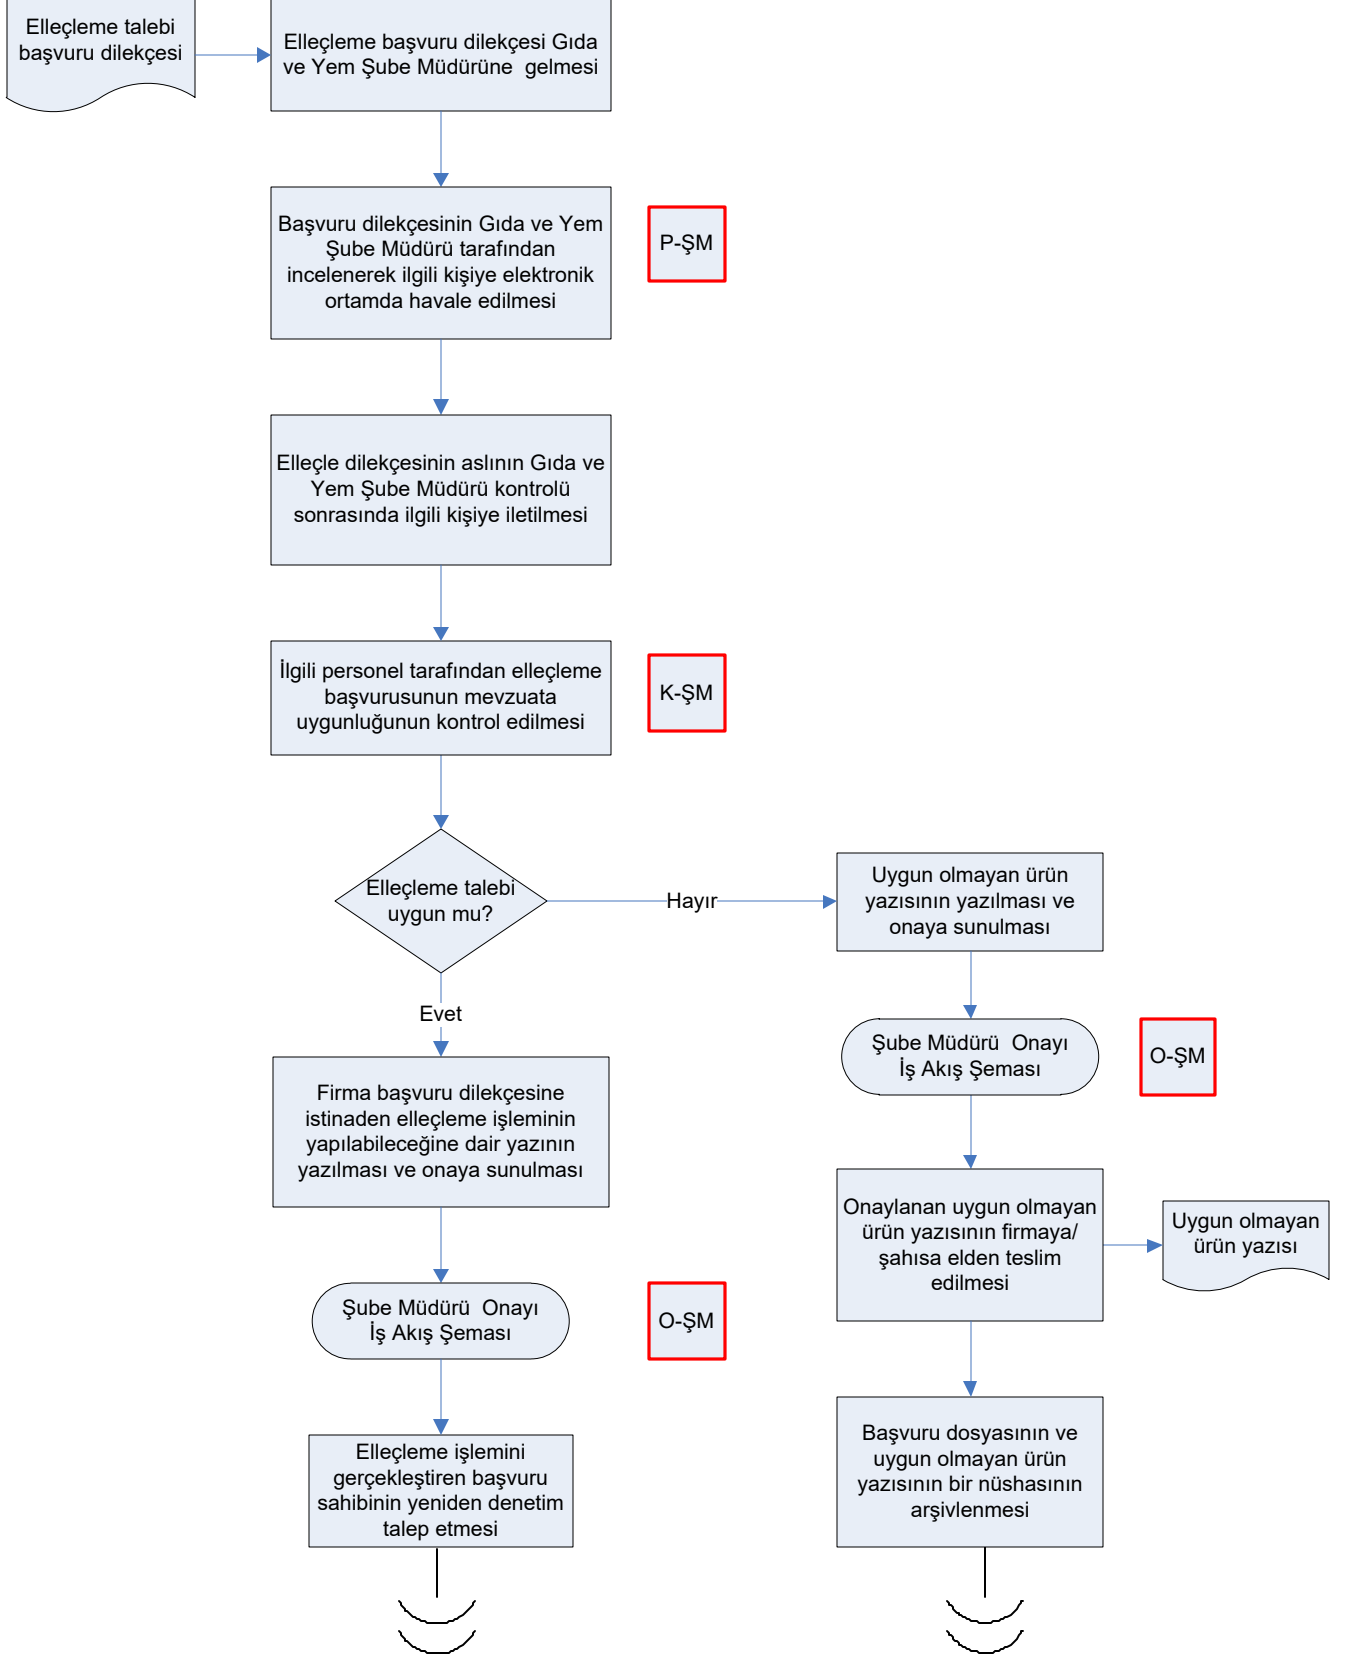 Elleçleme talebi
başvuru dilekçesi
Elleçleme başvuru dilekçesi Gıda
ve Yem Şube Müdürüne  gelmesi
Başvuru dilekçesinin Gıda ve Yem
Şube Müdürü tarafından
incelenerek ilgili kişiye elektronik
ortamda havale edilmesi
P-ŞM
Elleçle dilekçesinin aslının Gıda ve
Yem Şube Müdürü kontrolü
sonrasında ilgili kişiye iletilmesi
İlgili personel tarafından elleçleme
başvurusunun mevzuata
uygunluğunun kontrol edilmesi
K-ŞM
Elleçleme talebi
uygun mu?
Hayır
Uygun olmayan ürün
yazısının yazılması ve
onaya sunulması
Evet
Şube Müdürü  Onayı
İş Akış Şeması
O-ŞM
Firma başvuru dilekçesine
istinaden elleçleme işleminin
yapılabileceğine dair yazının
yazılması ve onaya sunulması
Onaylanan uygun olmayan
ürün yazısının firmaya/
şahısa elden teslim
edilmesi
Uygun olmayan
ürün yazısı
Şube Müdürü  Onayı
İş Akış Şeması
O-ŞM
Elleçleme işlemini
gerçekleştiren başvuru
sahibinin yeniden denetim
talep etmesi
Başvuru dosyasının ve
uygun olmayan ürün
yazısının bir nüshasının
arşivlenmesi